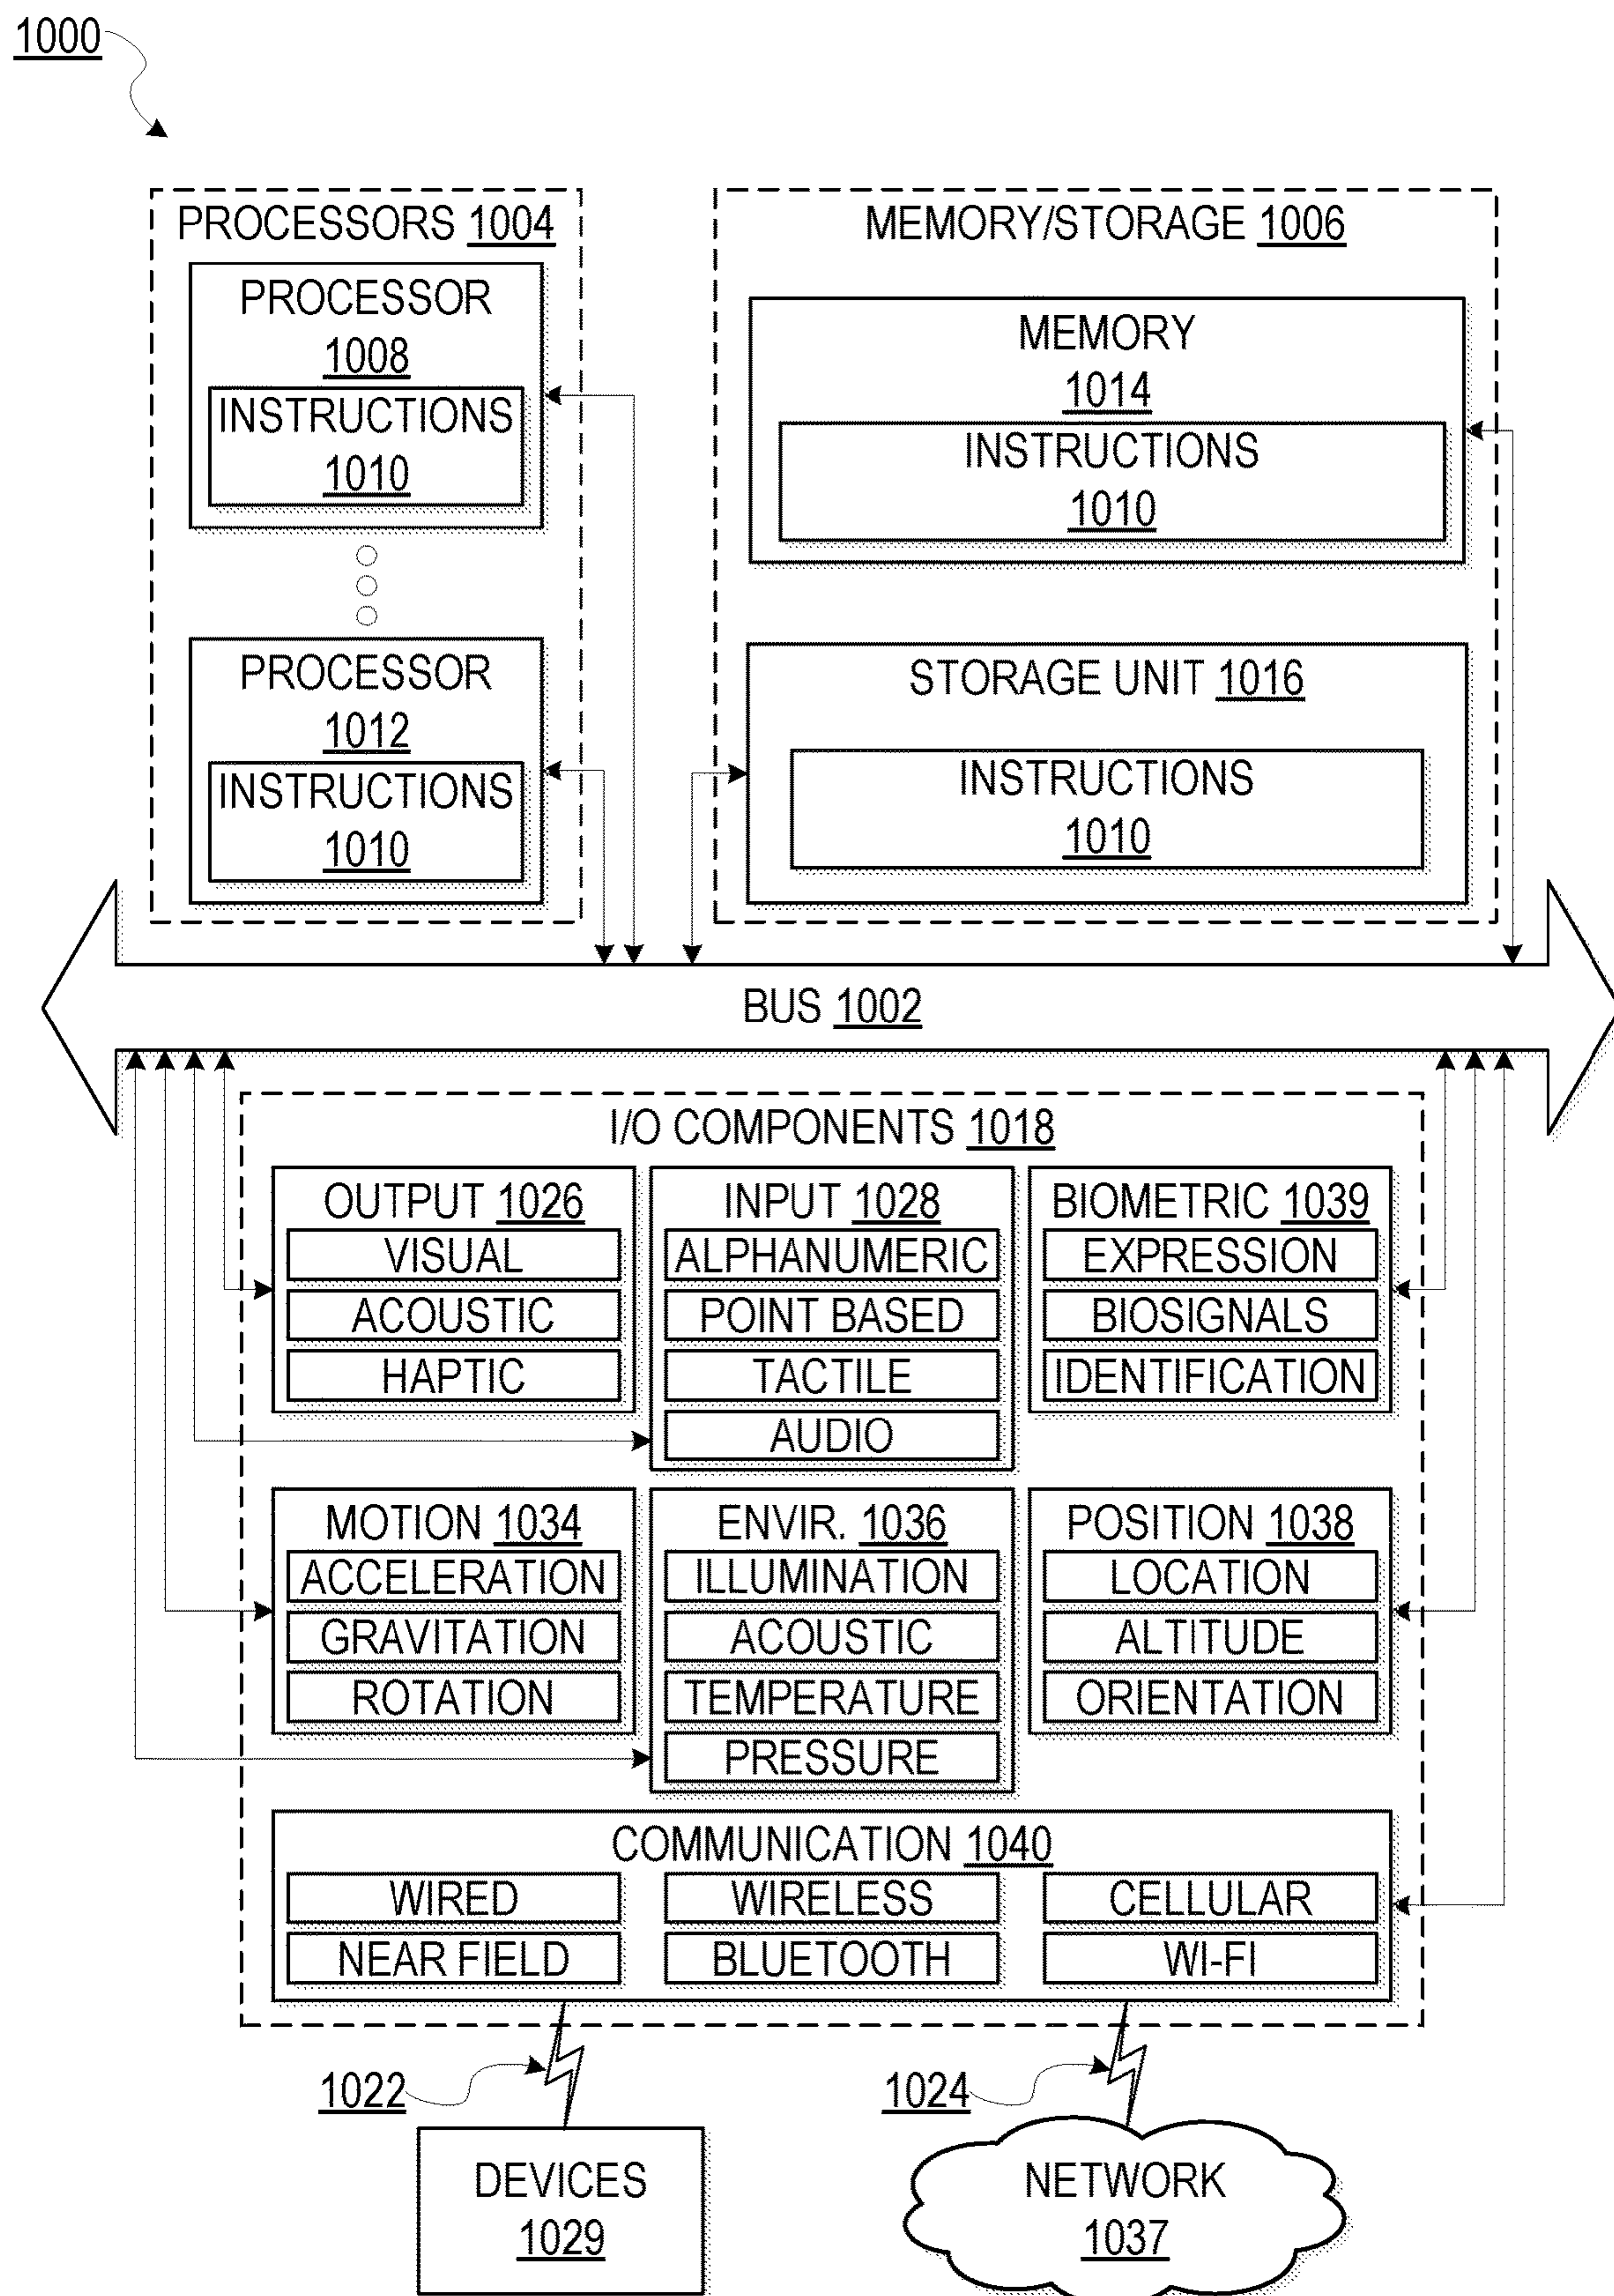 1000
PROCESSORS 1004
PROCESSOR
1008
INSTRUCTIONS
1010
PROCESSOR
1012
INSTRUCTIONS
1010
MEMORY/STORAGE 1006
MEMORY
1014
INSTRUCTIONS
1010
STORAGE UNIT 1016
INSTRUCTIONS
1010
BUS 1002
I/O COMPONENTS 1018
OUTPUT 1026
VISUAL
ACOUSTIC
HAPTIC
INPUT 1028
ALPHANUMERIC
POINT BASED
TACTILE
AUDIO
BIOMETRIC 1039
EXPRESSION
BIOSIGNALS
IDENTIFICATION
MOTION 1034
ACCELERATION
GRAVITATION
ROTATION
ENVIR. 1036
ILLUMINATION
ACOUSTIC
TEMPERATURE
PRESSURE
POSITION 1038
LOCATION
ALTITUDE
ORIENTATION
COMMUNICATION 1040
WIRED
WIRELESS
CELLULAR
NEAR FIELD
BLUETOOTH
WI-FI
1022
1024
DEVICES
1029
NETWORK
1037